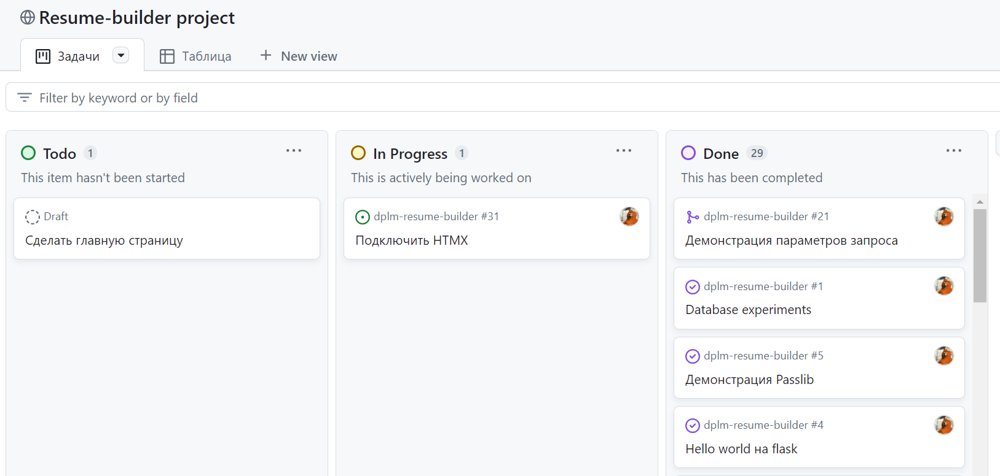 Resume-builder project
Задачи
Таблица
New view
Filter by keyword or by field
Todo 1
This item hasn't been started
Draft
Сделать главную страницу
In Progress 1
This is actively being worked on
dplm-resume-builder #31
Подключить HTMX
Done 29
This has been completed
dplm-resume-builder #21
Демонстрация параметров запроса
dplm-resume-builder #1
Database experiments
dplm-resume-builder #5
Демонстрация Passlib
dplm-resume-builder #4
Hello world на flask